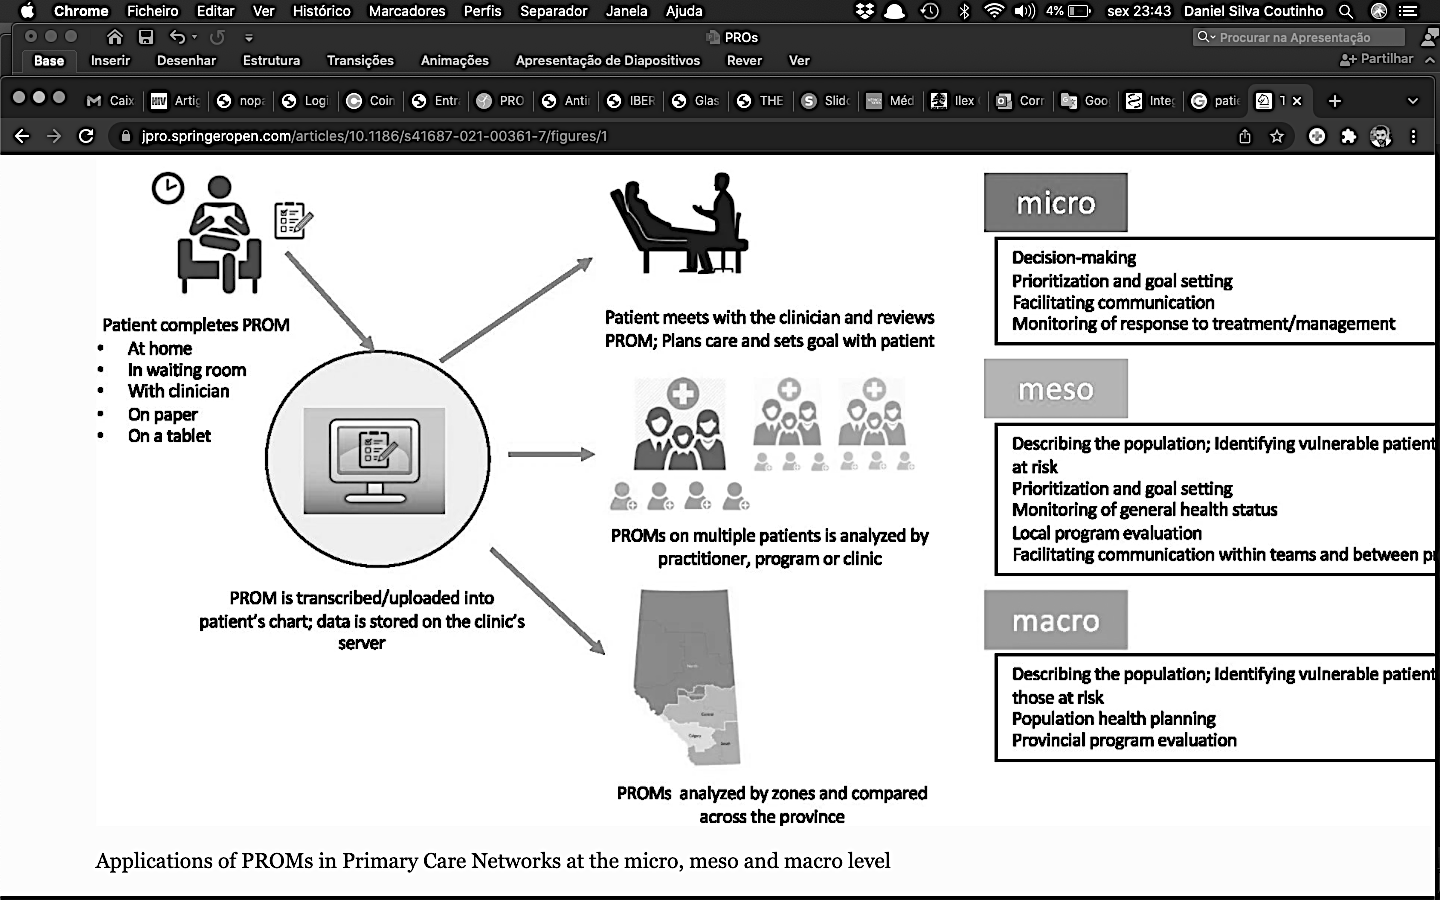 Chrome Ficheiro Editar Ver Histórico Marcadores Perfis Separador Janela Ajuda 4% sex 23:43 Daniel Silva Coutinho
PROs
Procurar na Apresentação
Base Inserir Desenhar Estrutura Transições Animações Apresentação de Diapositivos Rever Ver Partilhar
Caix Artig nopa Logi Coin Entr PRO Anti IBER Glas THE Slide Méd Ilex Corr Goo Inte patie
jpro.springeropen.com/articles/10.1186/s41687-021-00361-7/figures/1
Patient completes PROM
• At home
• In waiting room
• With clinician
• On paper
• On a tablet
PROM is transcribed/uploaded into
patient's chart; data is stored on the clinic's
server
Patient meets with the clinician and reviews
PROM; Plans care and sets goal with patient
PROMs on multiple patients is analyzed by
practitioner, program or clinic
Calgary
PROMs analyzed by zones and compared
across the province
micro
Decision-making
Prioritization and goal setting
Facilitating communication
Monitoring of response to treatment/management
meso
Describing the population; Identifying vulnerable patient
at risk
Prioritization and goal setting
Monitoring of general health status
Local program evaluation
Facilitating communication within teams and between pr
macro
Describing the population; Identifying vulnerable patient
those at risk
Population health planning
Provincial program evaluation
Applications of PROMs in Primary Care Networks at the micro, meso and macro level